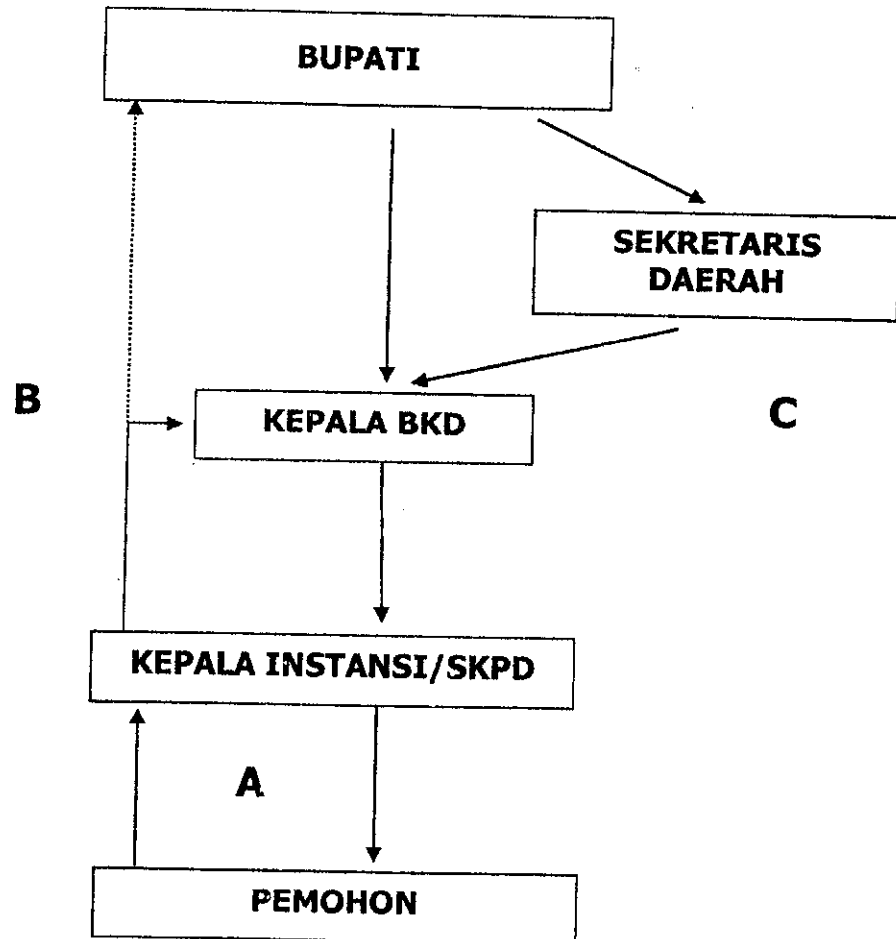 BUPATI
SEKRETARIS
DAERAH
B
KEPALA BKD
C
KEPALA INSTANSI/SKPD
A
PEMOHON